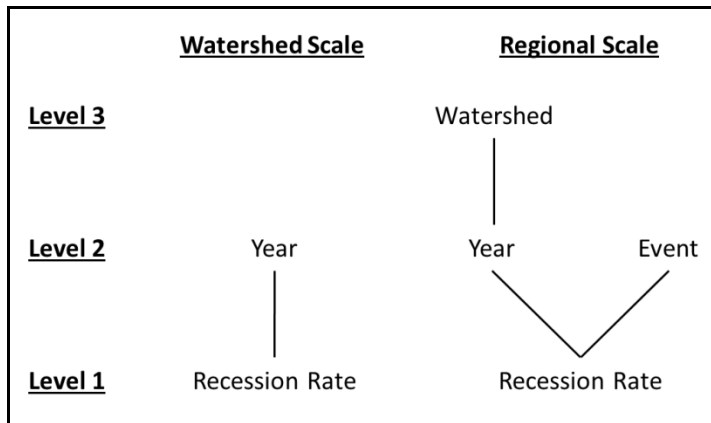 Watershed Scale Regional Scale
Level 3 Watershed
Level 2 Year Year Event
Level 1 Recession Rate Recession Rate